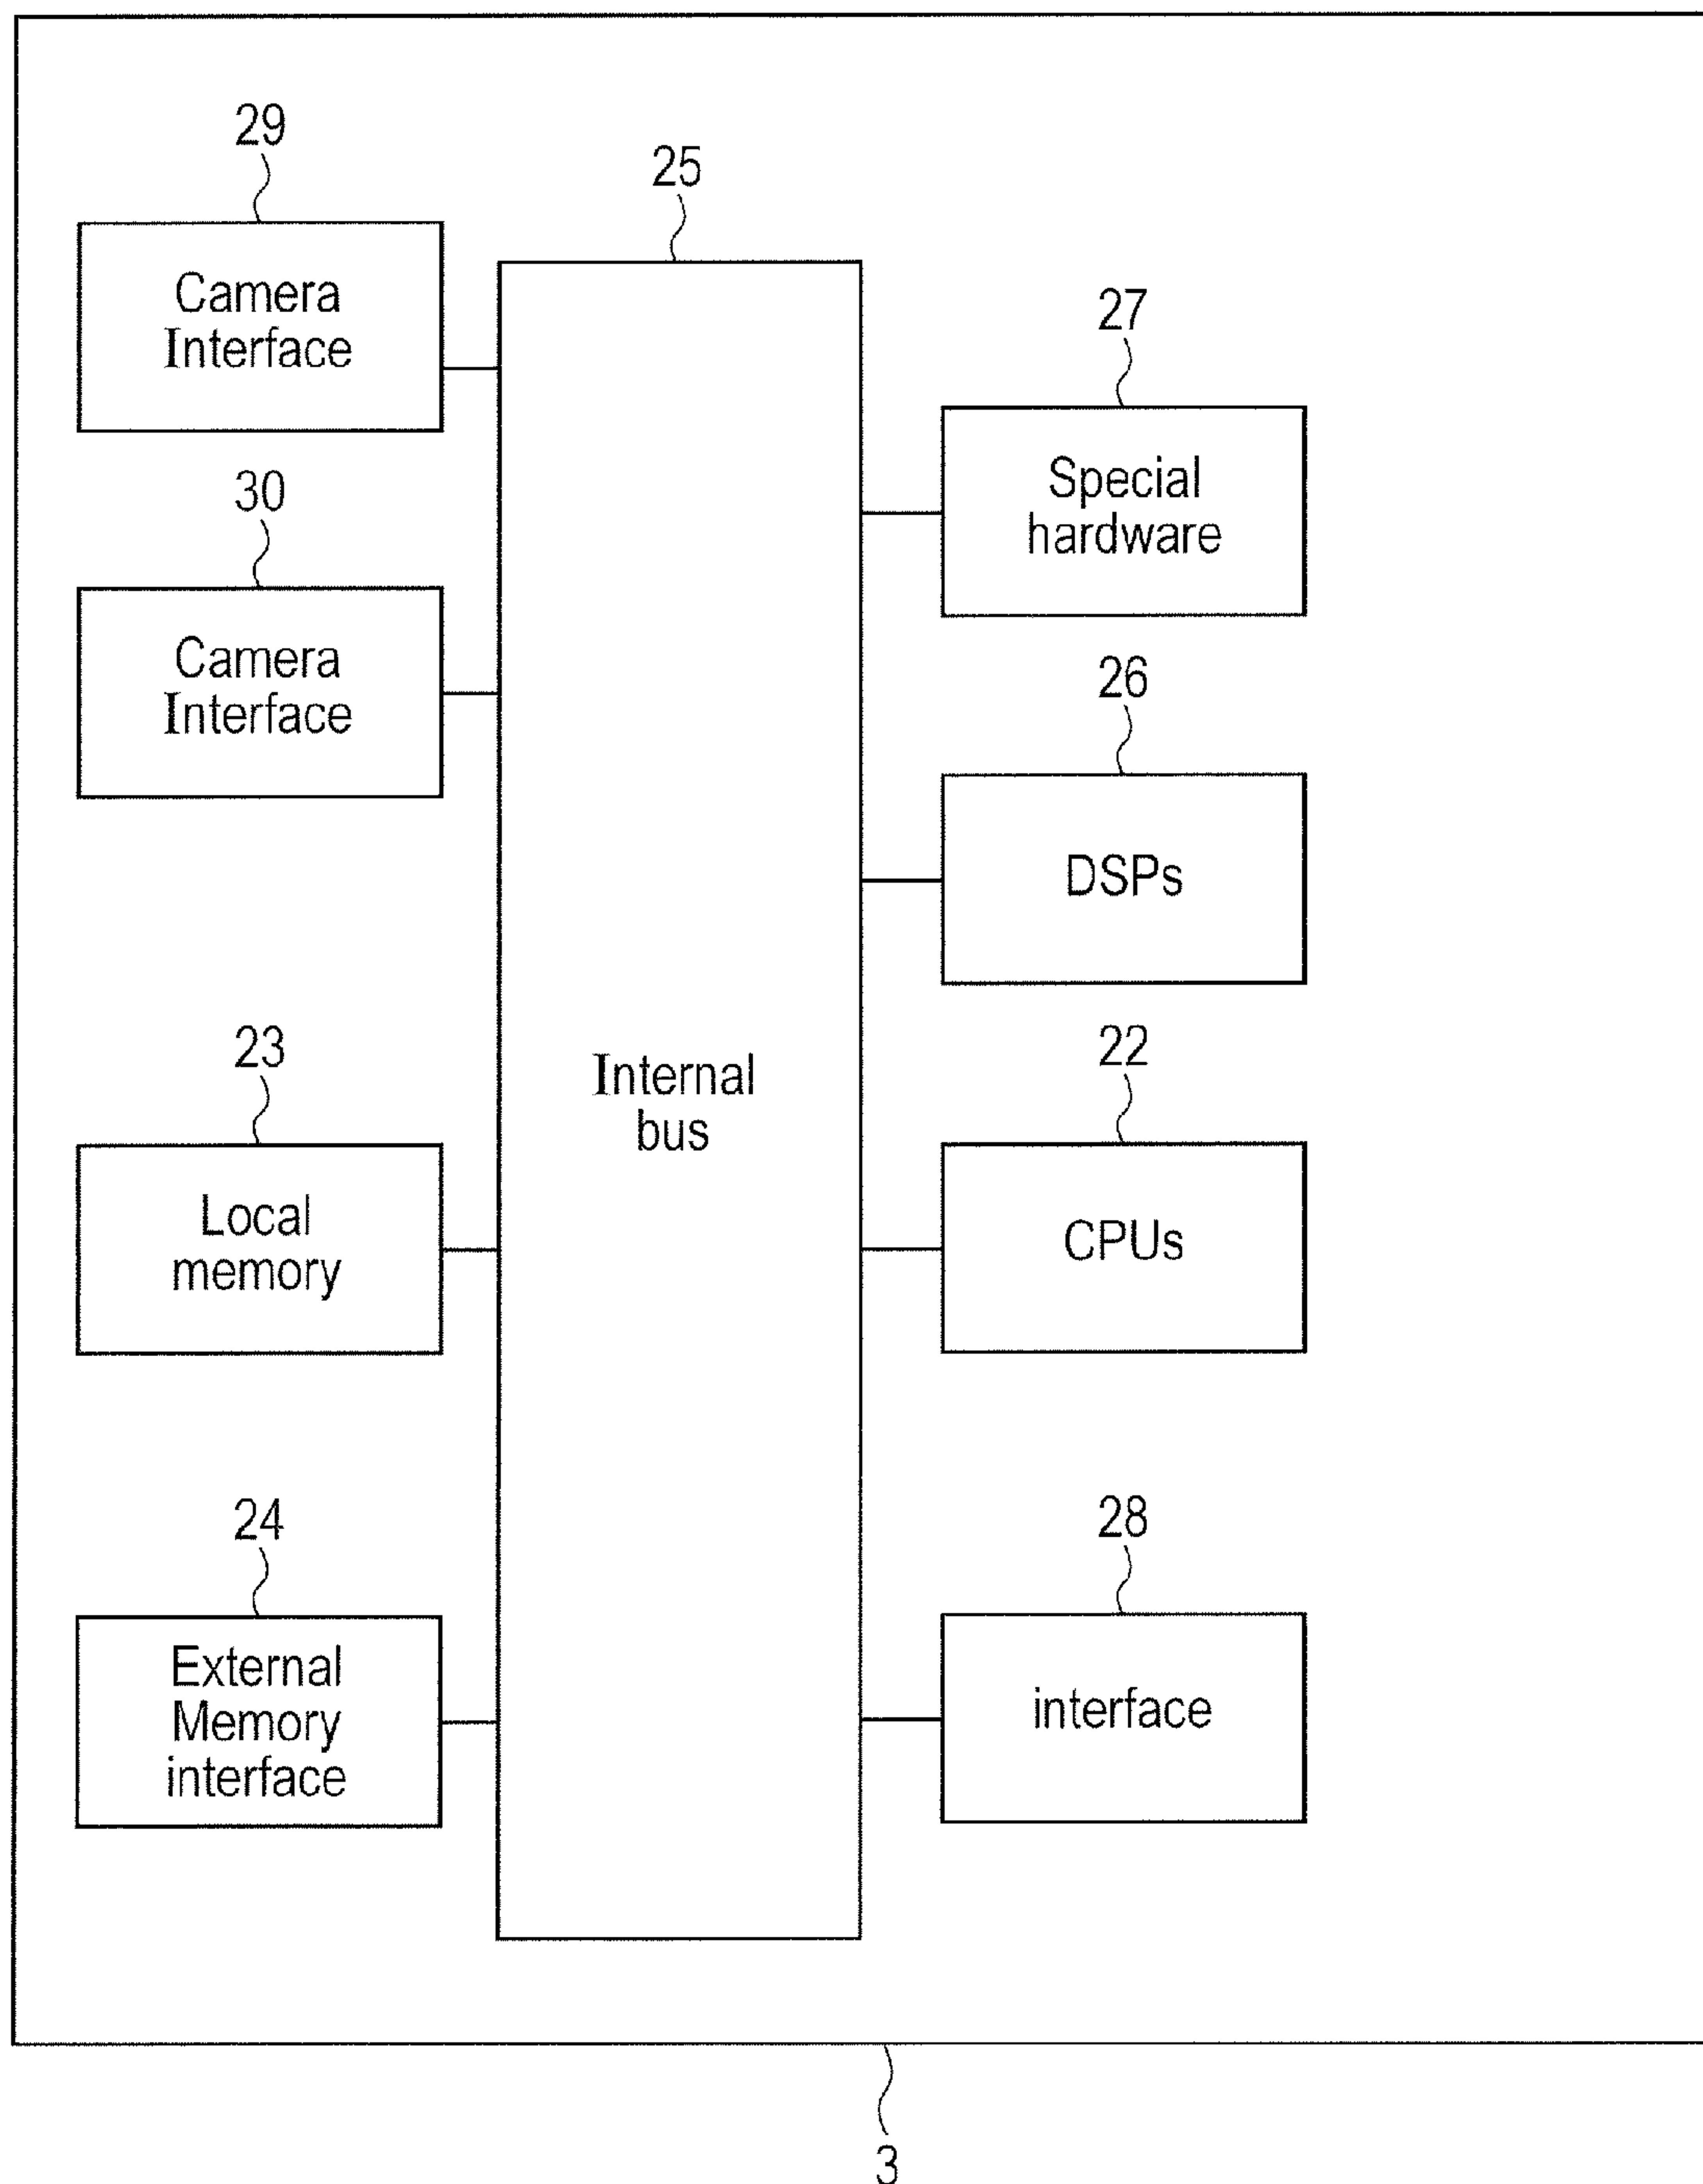 29
Camera
Interface
30
Camera
Interface
23
Local
memory
24
External
Memory
interface
25
Internal
bus
27
Special
hardware
26
DSPs
22
CPUs
28
interface
3